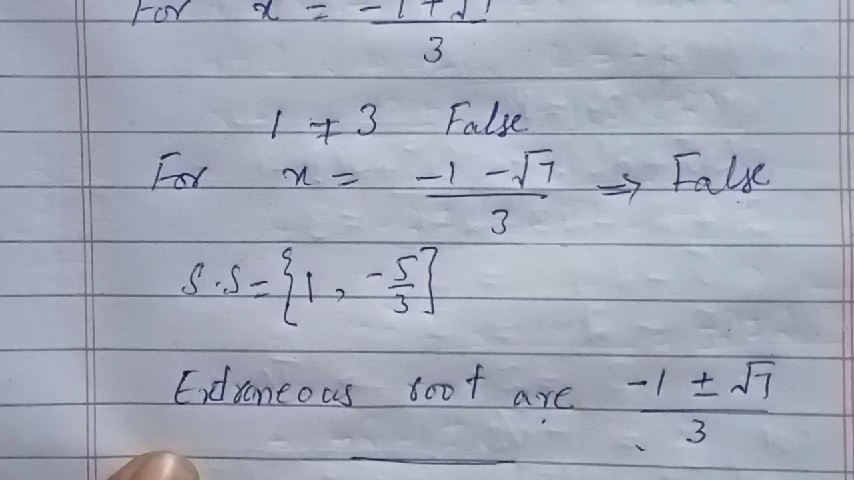 For x = -1+√7 / 3
1 ≠ 3 False
For x = -1 - √7 / 3 ⇒ False
S.S = {1, -5/3]
Extraneous root are -1 ± √7 / 3